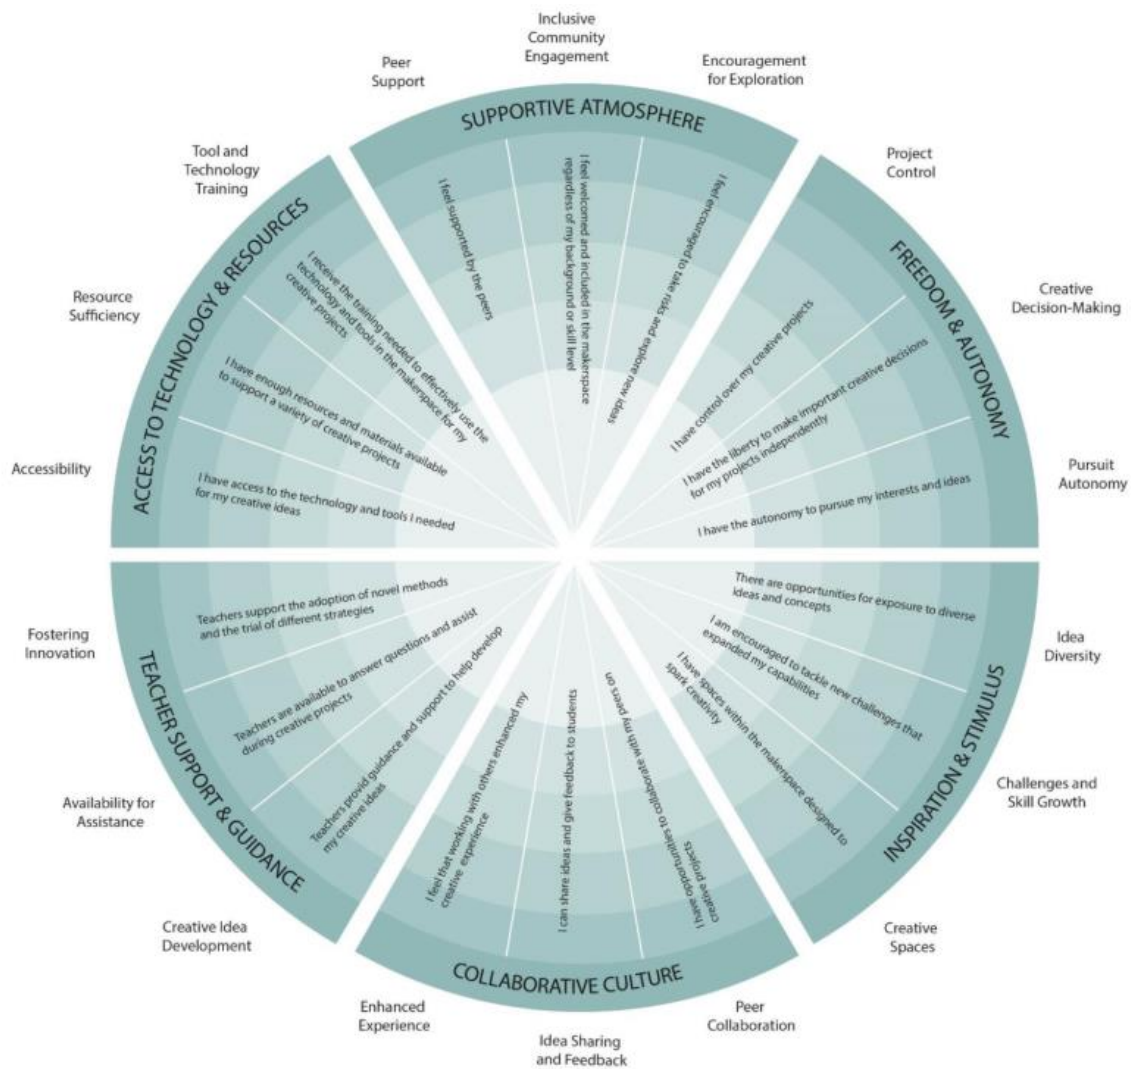 Inclusive
Community
Engagement
Peer
Support
Encouragement
for Exploration
SUPPORTIVE ATMOSPHERE
I feel supported by the peers
I feel welcomed and included in the makerspace
regardless of my background or skill level
I feel encouraged to take risks and explore new ideas
Project
Control
Creative
Decision-Making
Pursuit
Autonomy
FREEDOM & AUTONOMY
I have control over my creative projects
I have the liberty to make important creative decisions
for my projects independently
I have the autonomy to pursue my interests and ideas
Idea
Diversity
Challenges and
Skill Growth
Creative
Spaces
INSPIRATION & STIMULUS
There are opportunities for exposure to diverse
ideas and concepts
I am encouraged to tackle new challenges that
expanded my capabilities
I have spaces within the makerspace designed to
spark creativity
Peer
Collaboration
Idea Sharing
and Feedback
Enhanced
Experience
COLLABORATIVE CULTURE
I have opportunities to collaborate with my peers on
creative projects
I can share ideas and give feedback to students
I feel that working with others enhanced my
creative experience
Creative Idea
Development
Availability for
Assistance
Fostering
Innovation
TEACHER SUPPORT & GUIDANCE
Teachers provid guidance and support to help develop
my creative ideas
Teachers are available to answer questions and assist
during creative projects
Teachers support the adoption of novel methods
and the trial of different strategies
Accessibility
Resource
Sufficiency
Tool and
Technology
Training
ACCESS TO TECHNOLOGY & RESOURCES
I have access to the technology and tools I needed
for my creative ideas
I have enough resources and materials available
to support a variety of creative projects
I receive the training needed to effectively use the
technology and tools in the makerspace for my
creative projects